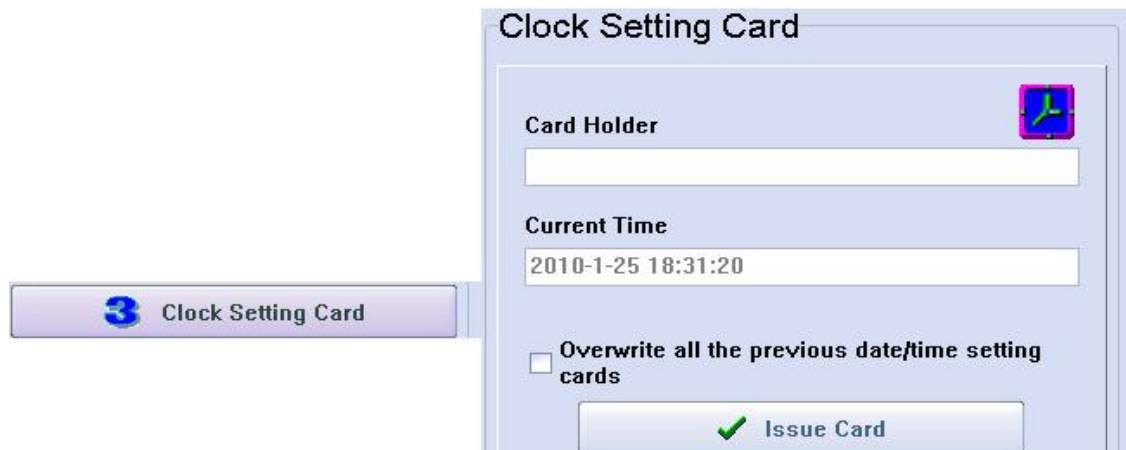 Clock Setting Card
Card Holder
Current Time
2010-1-25 18:31:20
3 Clock Setting Card
Overwrite all the previous date/time setting
cards
Issue Card